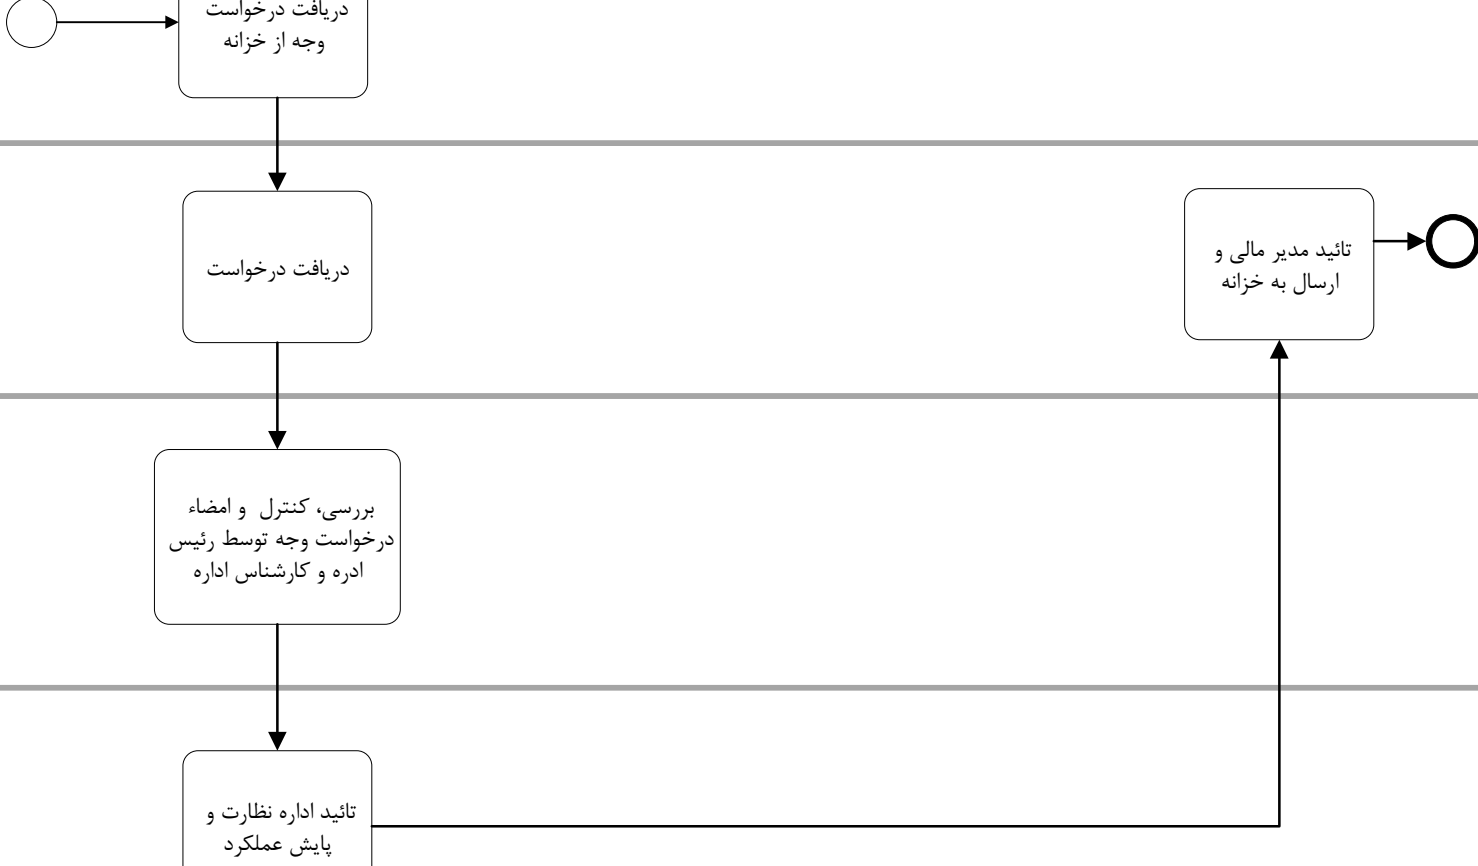 دریافت درخواست
وجه از خزانه
دریافت درخواست
تائید مدیر مالی و
ارسال به خزانه
بررسی، کنترل  و امضاء
درخواست وجه توسط رئیس
ادره و کارشناس اداره
تائید اداره نظارت و
پایش عملکرد